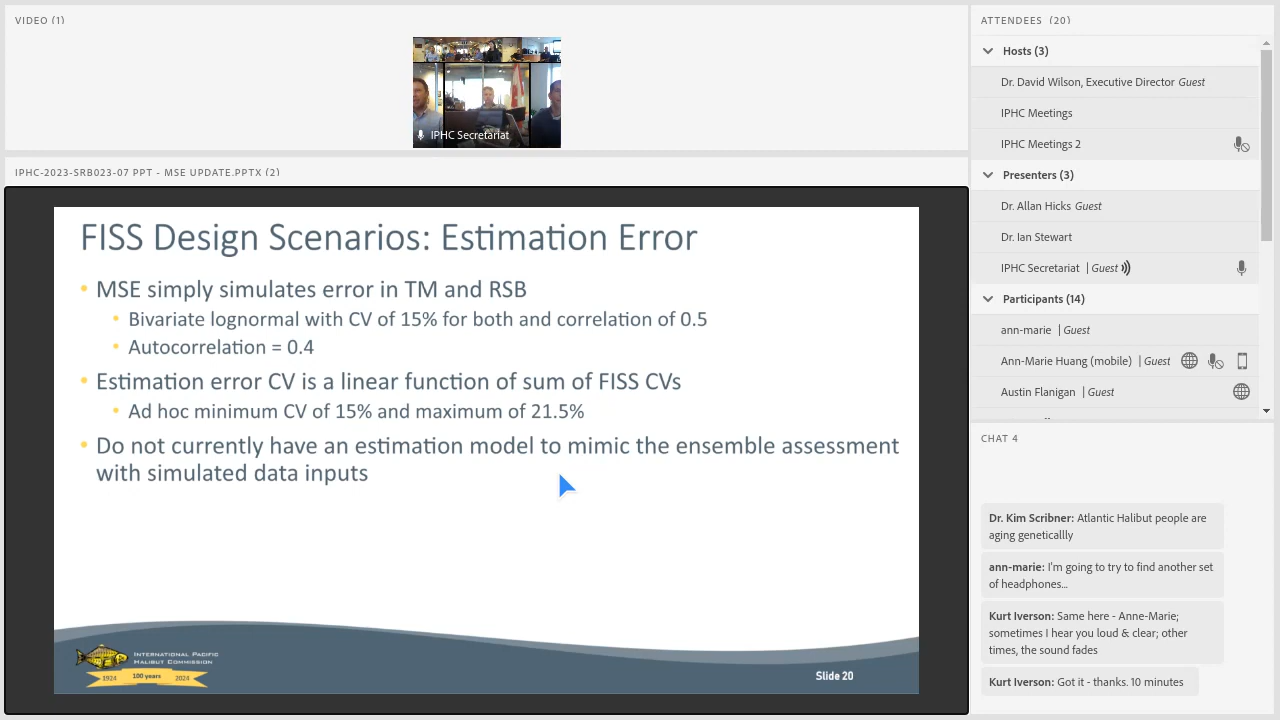 VIDEO (1)
IPHC Secretariat
IPHC-2023-SRB023-07 PPT - MSE UPDATE.PPTX (2)
FISS Design Scenarios: Estimation Error
• MSE simply simulates error in TM and RSB
• Bivariate lognormal with CV of 15% for both and correlation of 0.5
• Autocorrelation = 0.4
• Estimation error CV is a linear function of sum of FISS CVs
• Ad hoc minimum CV of 15% and maximum of 21.5%
• Do not currently have an estimation model to mimic the ensemble assessment
with simulated data inputs
INTERNATIONAL PACIFIC
HALIBUT COMMISSION
1924 100 years 2024
Slide 20
ATTENDEES (20)
Hosts (3)
Dr. David Wilson, Executive Director Guest
IPHC Meetings
IPHC Meetings 2
Presenters (3)
Dr. Allan Hicks Guest
Dr. Ian Stewart
IPHC Secretariat | Guest
Participants (14)
ann-marie | Guest
Ann-Marie Huang (mobile) | Guest
Austin Flanigan | Guest
CHAT 4
Dr. Kim Scribner: Atlantic Halibut people are
aging geneticallly
ann-marie: I'm going to try to find another set
of headphones...
Kurt Iverson: Same here - Anne-Marie;
sometimes I hear you loud & clear; other
times, the sound fades
Kurt Iverson: Got it - thanks. 10 minutes